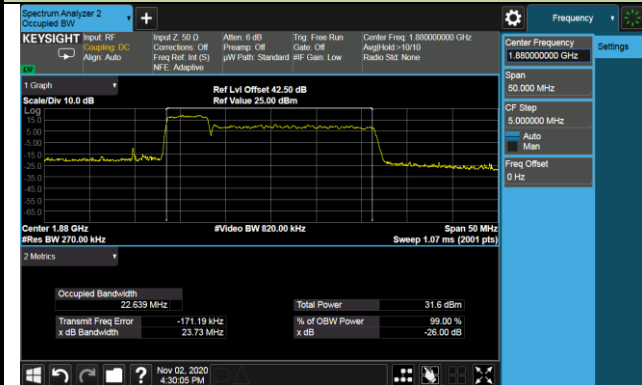 Spectrum Analyzer 2
Occupied BW
KEYSIGHT
Input: RF
Coupling: DC
Align: Auto
Input Z: 50 Ω
Corrections: Off
Freq Ref: Int (S)
NFE: Adaptive
Atten: 6 dB
Preamp: Off
µW Path: Standard
Trig: Free Run
Gate: Off
#IF Gain: Low
Center Freq: 1.880000000 GHz
Avg|Hold:>10/10
Radio Std: None
1 Graph
Scale/Div 10.0 dB
Ref Lvl Offset 42.50 dB
Ref Value 25.00 dBm
Log
15.0
5.00
-5.00
-15.0
-25.0
-35.0
-45.0
-55.0
-65.0
Center 1.88 GHz
#Video BW 820.00 kHz
Span 50 MHz
#Res BW 270.00 kHz
Sweep 1.07 ms (2001 pts)
2 Metrics
Occupied Bandwidth
22.639 MHz
Total Power 31.6 dBm
Transmit Freq Error -171.19 kHz
% of OBW Power 99.00 %
x dB Bandwidth 23.73 MHz
x dB -26.00 dB
Nov 02, 2020
4:30:05 PM
Frequency
Settings
Center Frequency
1.880000000 GHz
Span
50.000 MHz
CF Step
5.000000 MHz
Auto
Man
Freq Offset
0 Hz